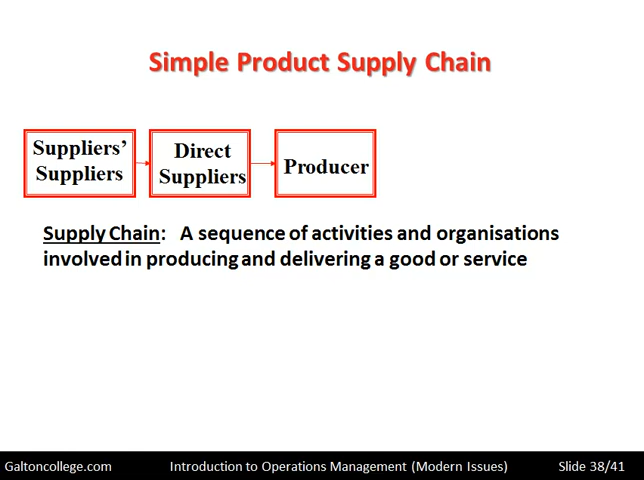 Simple Product Supply Chain
Suppliers’
Suppliers
Direct
Suppliers
Producer
Supply Chain:   A sequence of activities and organisations
involved in producing and delivering a good or service
Galtoncollege.com
Introduction to Operations Management (Modern Issues)
Slide 38/41